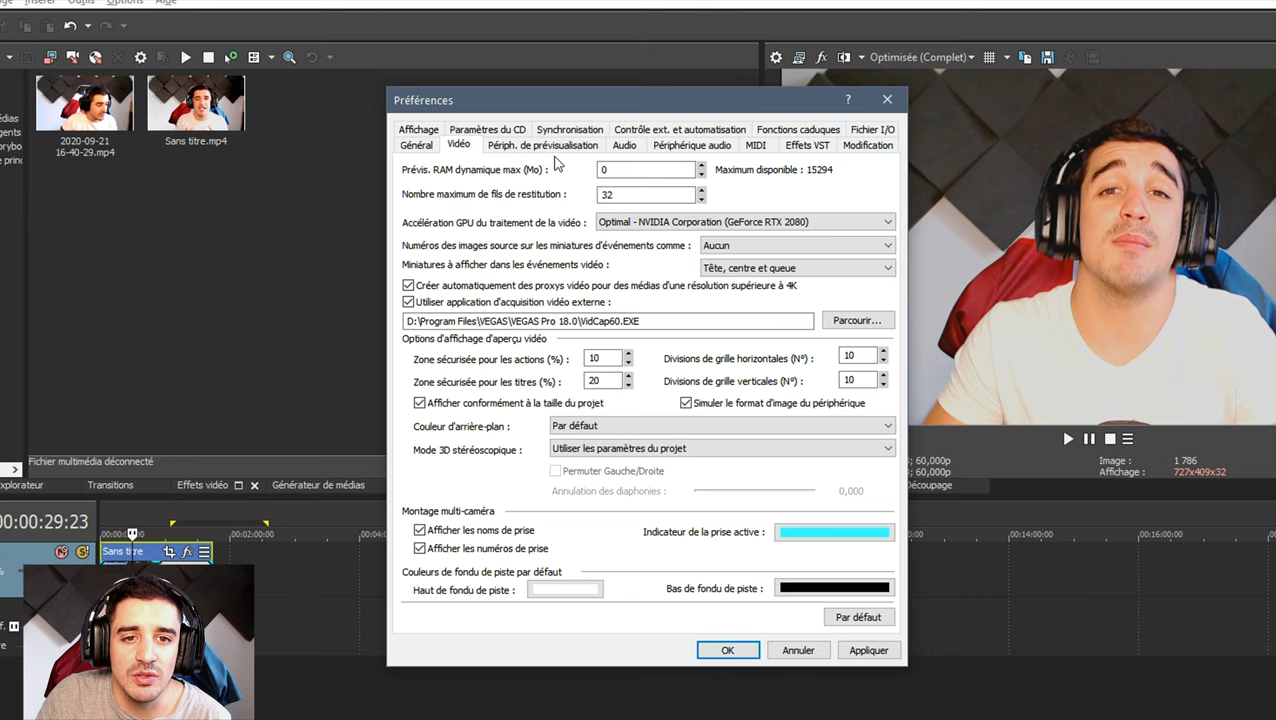 Insérer Outils Options Aide
Optimisée (Complet)
2020-09-21
16-40-29.mp4
Sans titre.mp4
Fichier multimédia déconnecté
Transitions Effets vidéo Générateur de médias
00:00:29:23
00:02:00:00
Sans titre
Préférences
Affichage Paramètres du CD Synchronisation Contrôle ext. et automatisation Fonctions caduques Fichier I/O
Général Vidéo Périph. de prévisualisation Audio Périphérique audio MIDI Effets VST Modification
Prévis. RAM dynamique max (Mo) : 0 Maximum disponible : 15294
Nombre maximum de fils de restitution : 32
Accélération GPU du traitement de la vidéo : Optimal - NVIDIA Corporation (GeForce RTX 2080)
Numéros des images source sur les miniatures d'événements comme : Aucun
Miniatures à afficher dans les événements vidéo : Tête, centre et queue
Créer automatiquement des proxys vidéo pour des médias d'une résolution supérieure à 4K
Utiliser application d'acquisition vidéo externe :
D:\Program Files\VEGAS\VEGAS Pro 18.0\VidCap60.EXE Parcourir...
Options d'affichage d'aperçu vidéo
Zone sécurisée pour les actions (%) : 10 Divisions de grille horizontales (N°) : 10
Zone sécurisée pour les titres (%) : 20 Divisions de grille verticales (N°) : 10
Afficher conformément à la taille du projet Simuler le format d'image du périphérique
Couleur d'arrière-plan : Par défaut
Mode 3D stéréoscopique : Utiliser les paramètres du projet
Permuter Gauche/Droite
Annulation des diaphonies : 0,000
Montage multi-caméra
Afficher les noms de prise Indicateur de la prise active :
Afficher les numéros de prise
Couleurs de fondu de piste par défaut
Haut de fondu de piste : Bas de fondu de piste :
Par défaut
OK Annuler Appliquer
60,000p Image : 1 786
60,000p Affichage : 727x409x32
Découpage
00:14:00:00 00:16:00:00